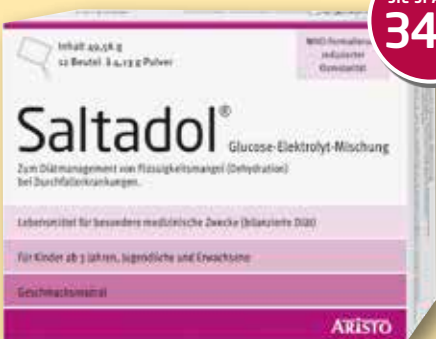 34
Inhalt 49,56 g
12 Beutel à 4,13 g Pulver
WHO-Formulierung
reduzierter
Osmolarität
Saltadol®
Glucose-Elektrolyt-Mischung
Zum Diätmanagement von Flüssigkeitsmangel (Dehydration)
bei Durchfallerkrankungen.
Lebensmittel für besondere medizinische Zwecke (bilanzierte Diät)
Für Kinder ab 3 Jahren, Jugendliche und Erwachsene
Geschmacksneutral
ARISTO